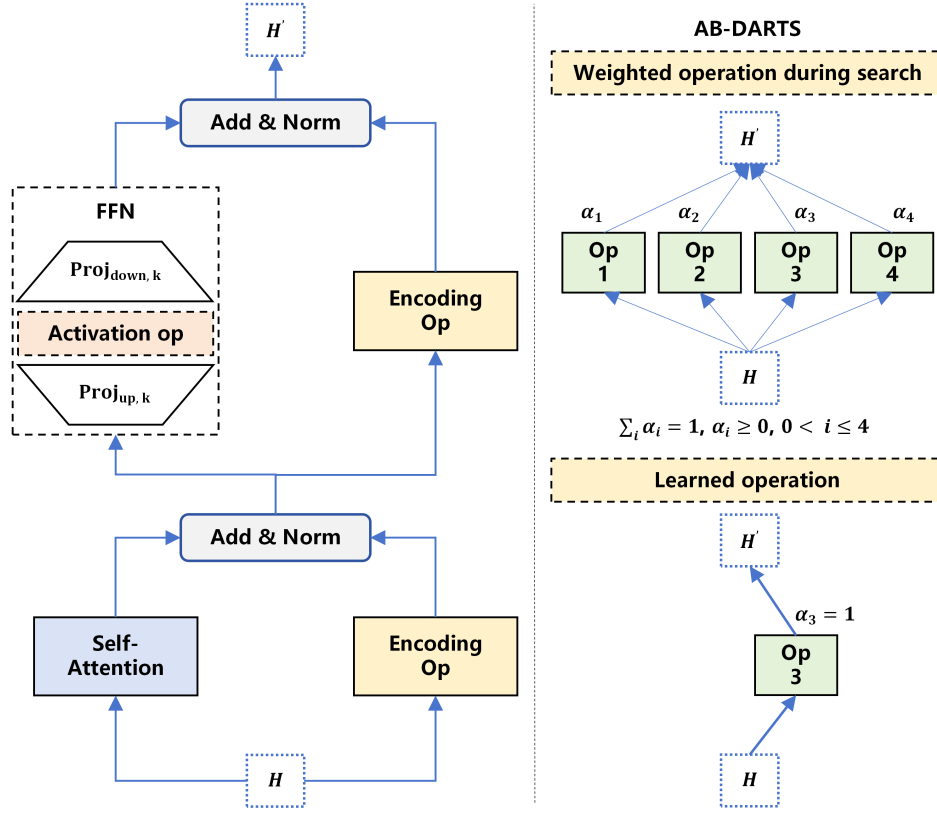 H′
Add & Norm
FFN
Proj_down, k
Activation op
Proj_up, k
Encoding
Op
Add & Norm
Self-
Attention
Encoding
Op
H
AB-DARTS
Weighted operation during search
H′
α₁ α₂ α₃ α₄
Op Op Op Op
1 2 3 4
H
∑ᵢ αᵢ = 1, αᵢ ≥ 0, 0 < i ≤ 4
Learned operation
H′
α₃ = 1
Op
3
H